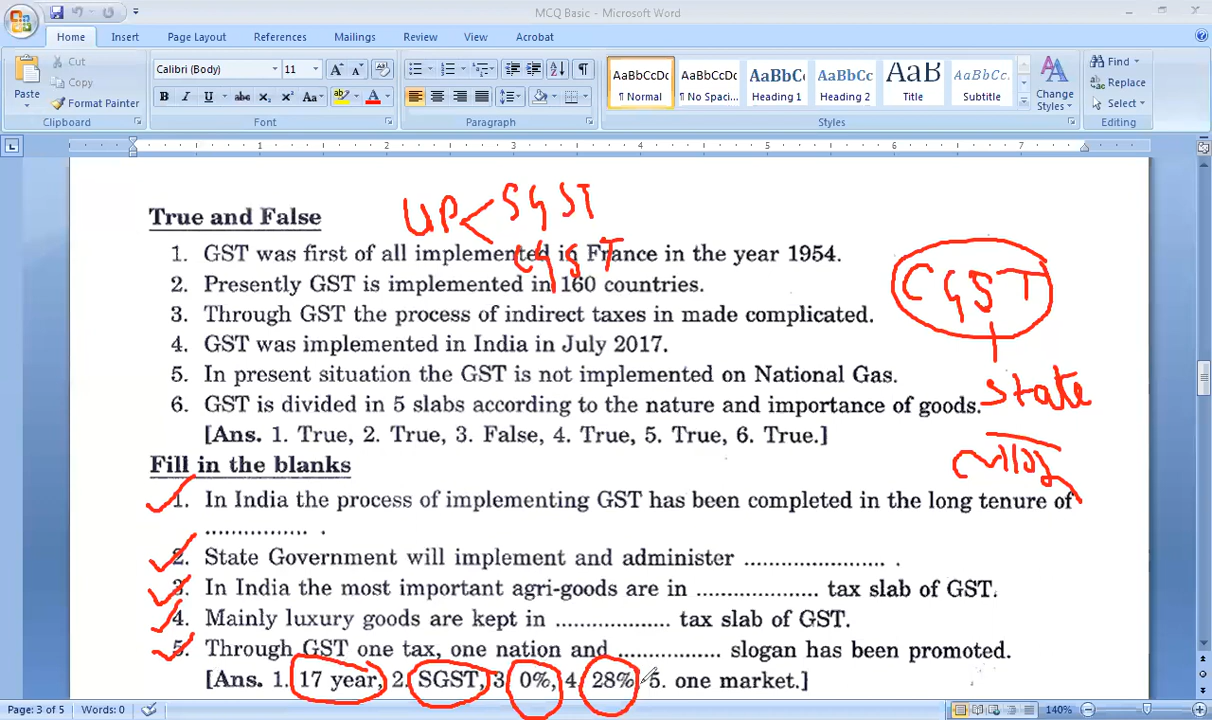 MCQ Basic - Microsoft Word
Home Insert Page Layout References Mailings Review View Acrobat
Paste Cut Copy Format Painter Clipboard
Calibri (Body) 11 Font
Paragraph
AaBbCcDc AaBbCcDc AaBbC AaBbCc AaB AaBbCc.
¶ Normal ¶ No Spaci... Heading 1 Heading 2 Title Subtitle Change Styles Styles
Find Replace Select Editing
1 2 3 4 5 6 7
UP SGST
CGST
True and False
1. GST was first of all implemented in France in the year 1954.
2. Presently GST is implemented in 160 countries.
3. Through GST the process of indirect taxes in made complicated.
4. GST was implemented in India in July 2017.
5. In present situation the GST is not implemented on National Gas.
6. GST is divided in 5 slabs according to the nature and importance of goods.
[Ans. 1. True, 2. True, 3. False, 4. True, 5. True, 6. True.]
CGST
State
Fill in the blanks
1. In India the process of implementing GST has been completed in the long tenure of
................ .
2. State Government will implement and administer ...................... .
3. In India the most important agri-goods are in ................... tax slab of GST.
4. Mainly luxury goods are kept in ................... tax slab of GST.
5. Through GST one tax, one nation and ................. slogan has been promoted.
[Ans. 1. 17 year, 2. SGST, 3. 0%, 4. 28% 5. one market.]
Page: 3 of 5 Words: 0 140%